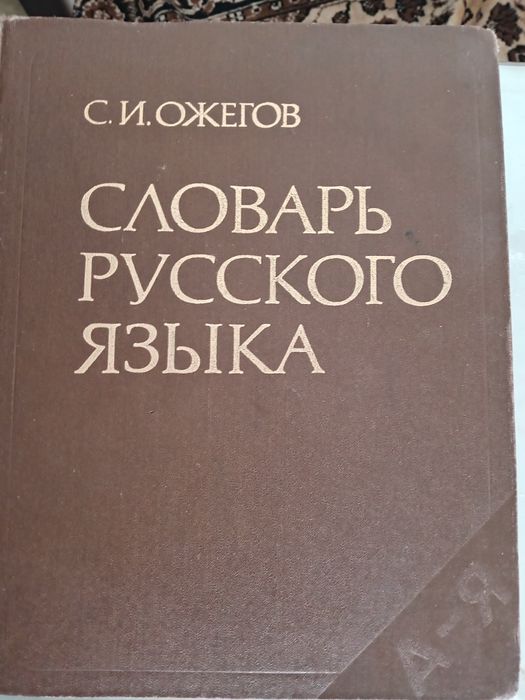 С. И. ОЖЕГОВ
СЛОВАРЬ
РУССКОГО
ЯЗЫКА
А-Я